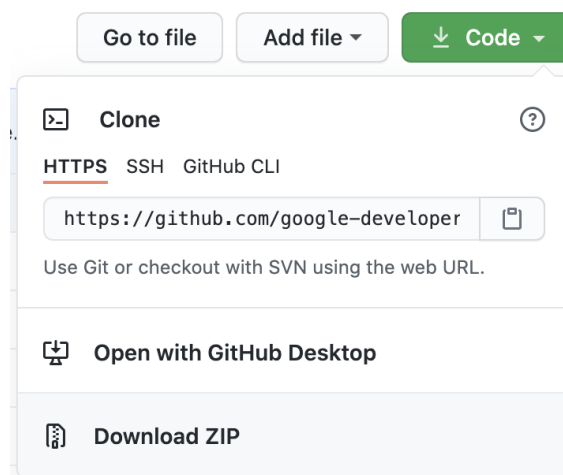 Go to file Add file Code
Clone
HTTPS SSH GitHub CLI
https://github.com/google-developer
Use Git or checkout with SVN using the web URL.
Open with GitHub Desktop
Download ZIP